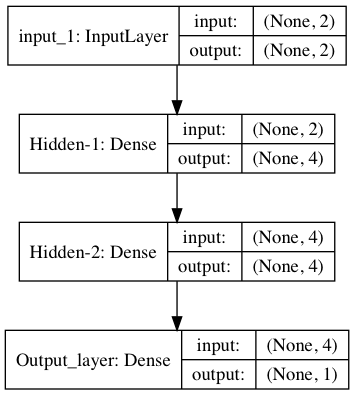 input_1: InputLayer
input: (None, 2)
output: (None, 2)
Hidden-1: Dense
input: (None, 2)
output: (None, 4)
Hidden-2: Dense
input: (None, 4)
output: (None, 4)
Output_layer: Dense
input: (None, 4)
output: (None, 1)